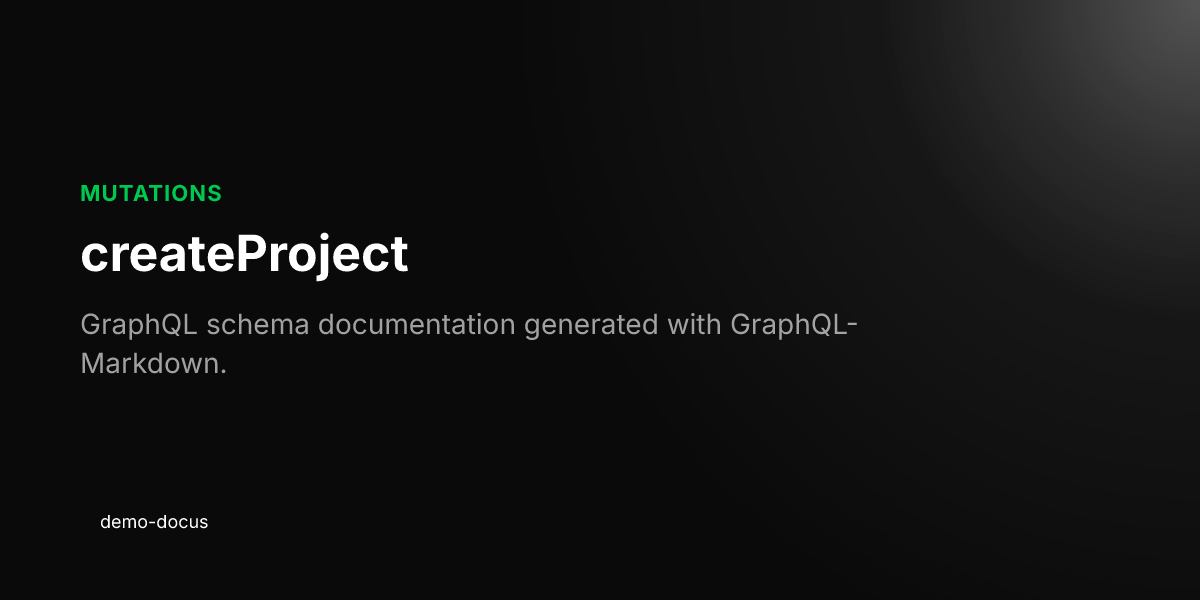 MUTATIONS
createProject
GraphQL schema documentation generated with GraphQL-
Markdown.
demo-docus